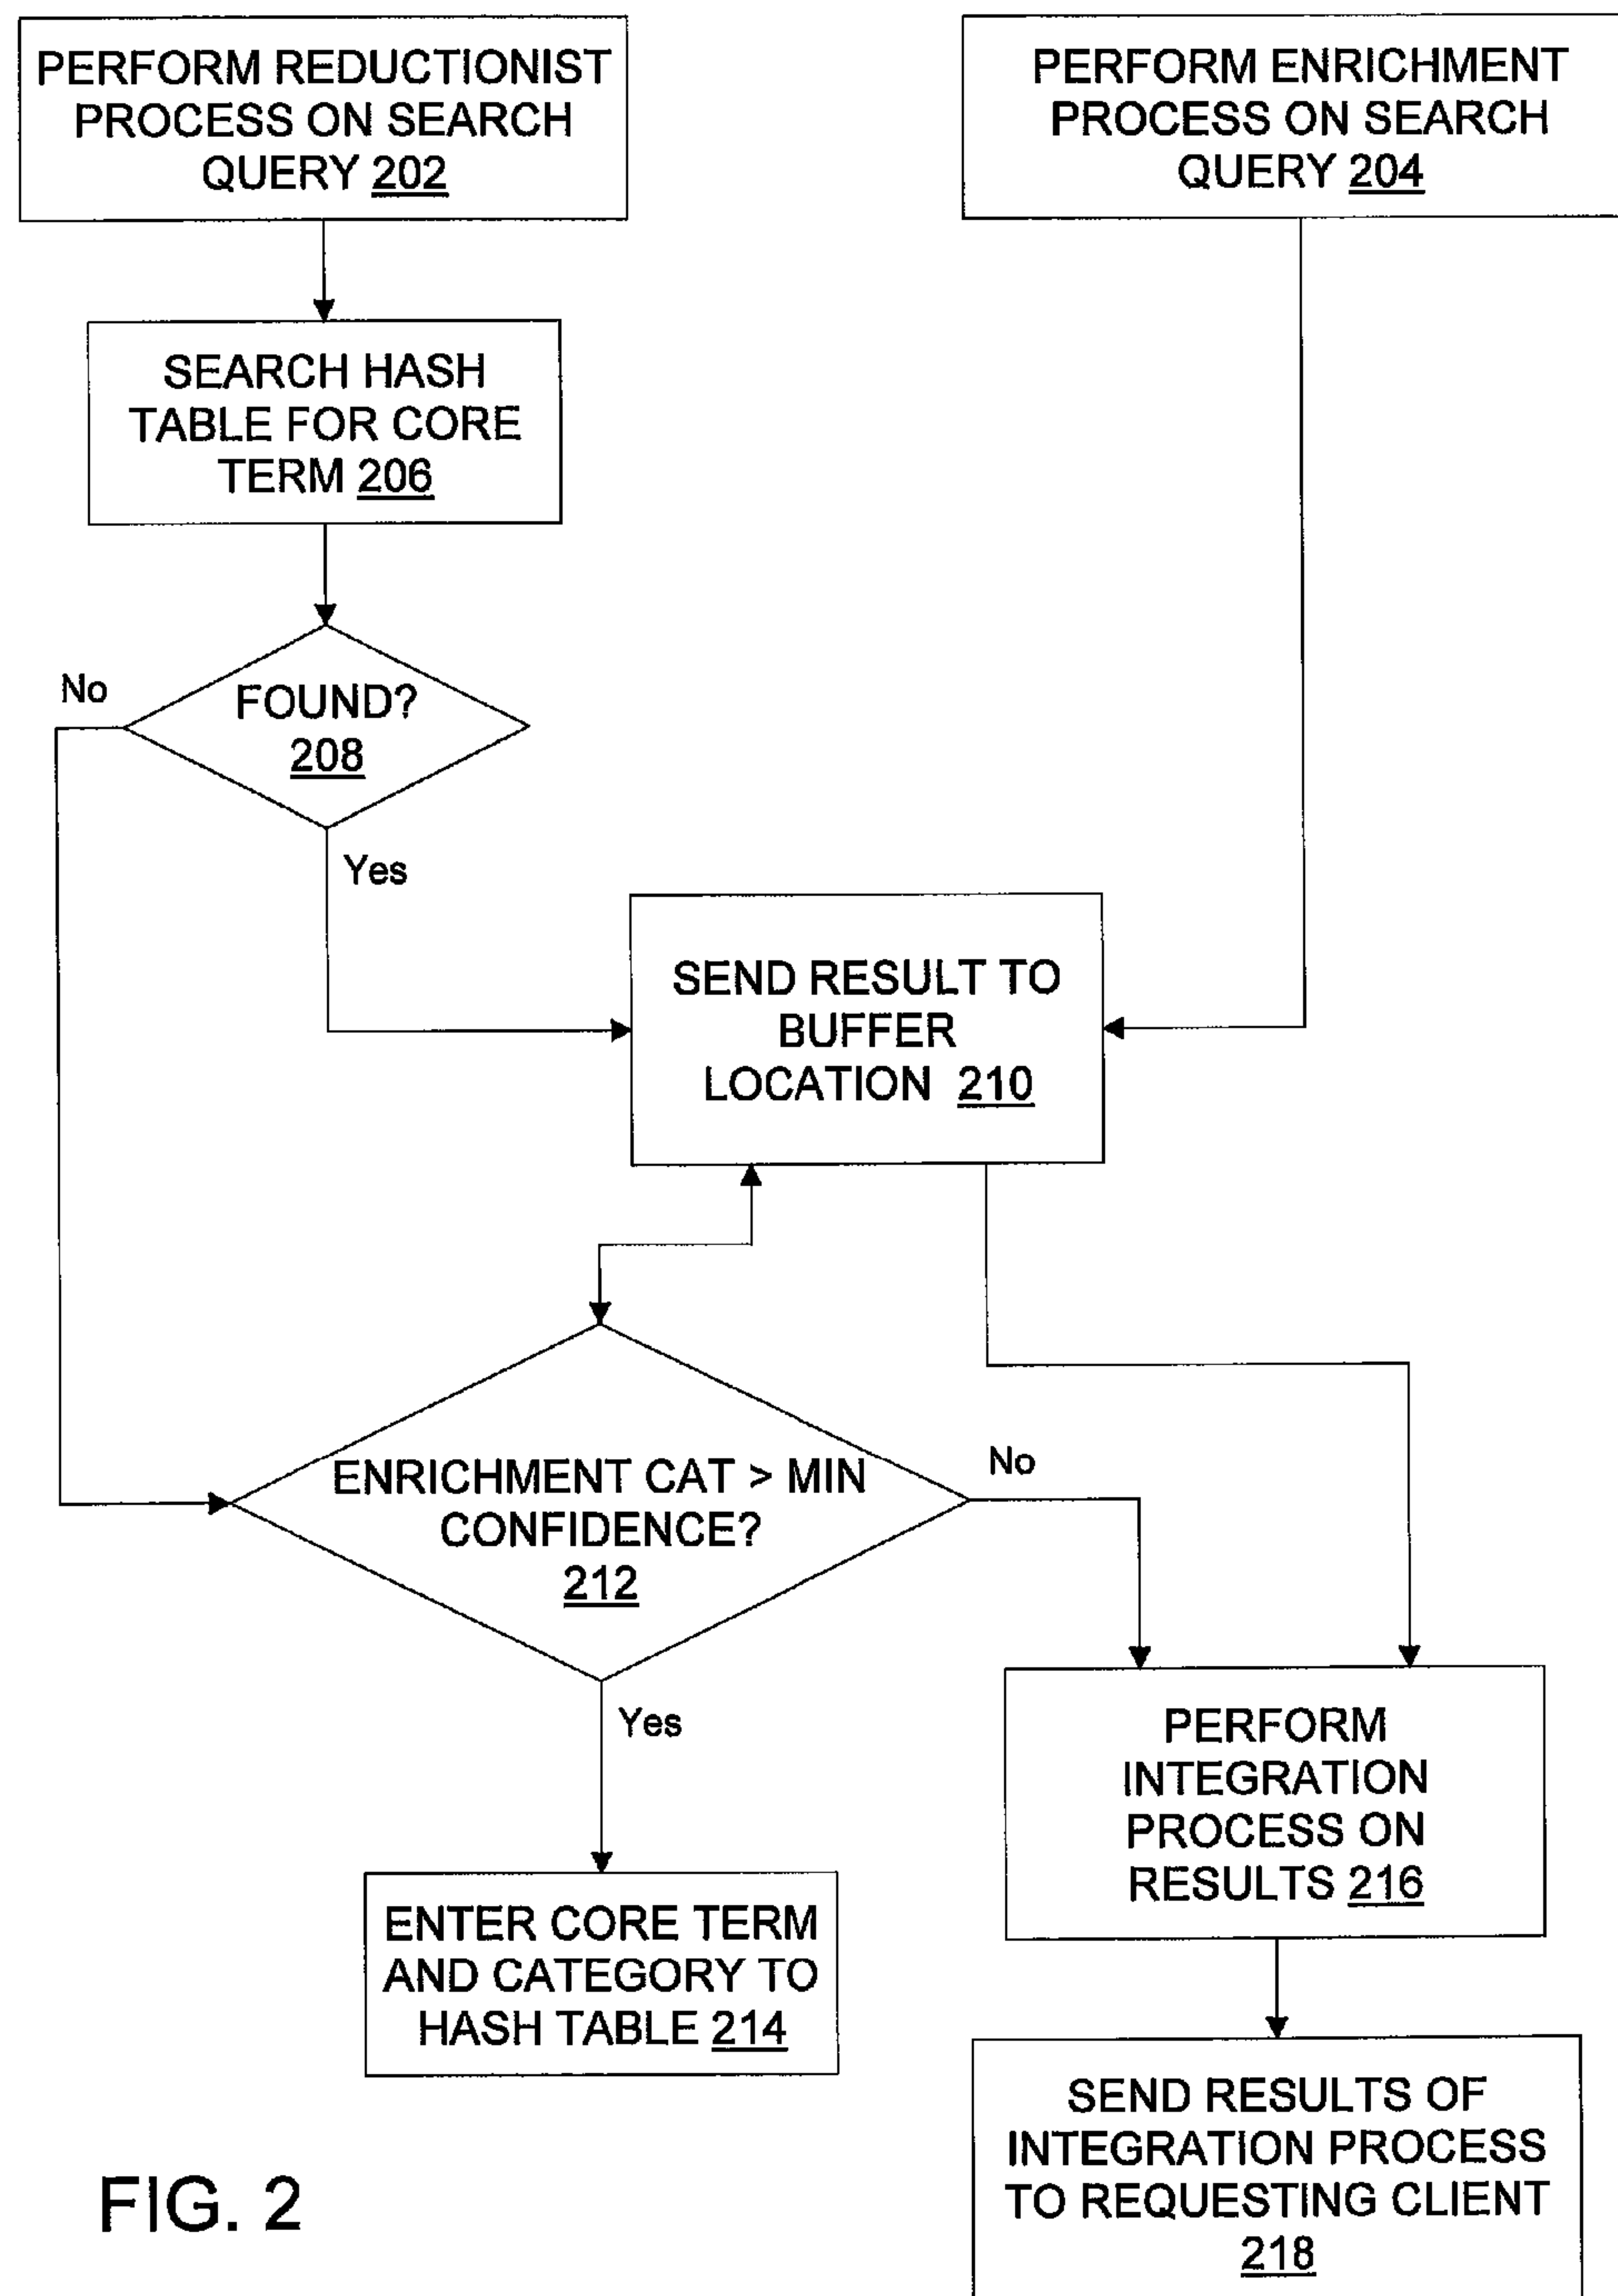 PERFORM REDUCTIONIST
PROCESS ON SEARCH
QUERY 202
PERFORM ENRICHMENT
PROCESS ON SEARCH
QUERY 204
SEARCH HASH
TABLE FOR CORE
TERM 206
No
FOUND?
208
Yes
SEND RESULT TO
BUFFER
LOCATION 210
ENRICHMENT CAT > MIN
CONFIDENCE?
212
No
Yes
PERFORM
INTEGRATION
PROCESS ON
RESULTS 216
ENTER CORE TERM
AND CATEGORY TO
HASH TABLE 214
SEND RESULTS OF
INTEGRATION PROCESS
TO REQUESTING CLIENT
218
FIG. 2